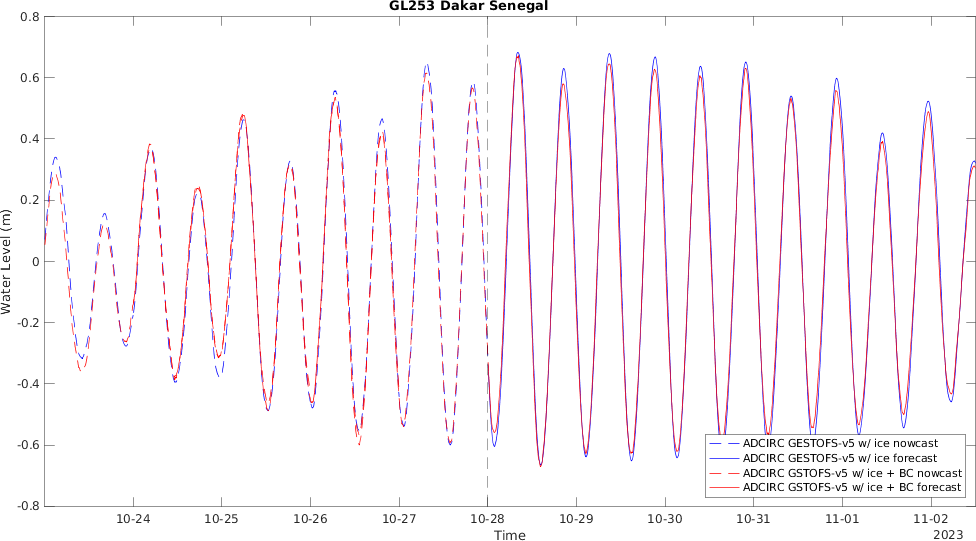 GL253 Dakar Senegal
0.8
0.6
0.4
0.2
0
-0.2
-0.4
-0.6
-0.8
Water Level (m)
ADCIRC GESTOFS-v5 w/ ice nowcast
ADCIRC GESTOFS-v5 w/ ice forecast
ADCIRC GSTOFS-v5 w/ ice + BC nowcast
ADCIRC GSTOFS-v5 w/ ice + BC forecast
10-24 10-25 10-26 10-27 10-28 10-29 10-30 10-31 11-01 11-02
Time
2023